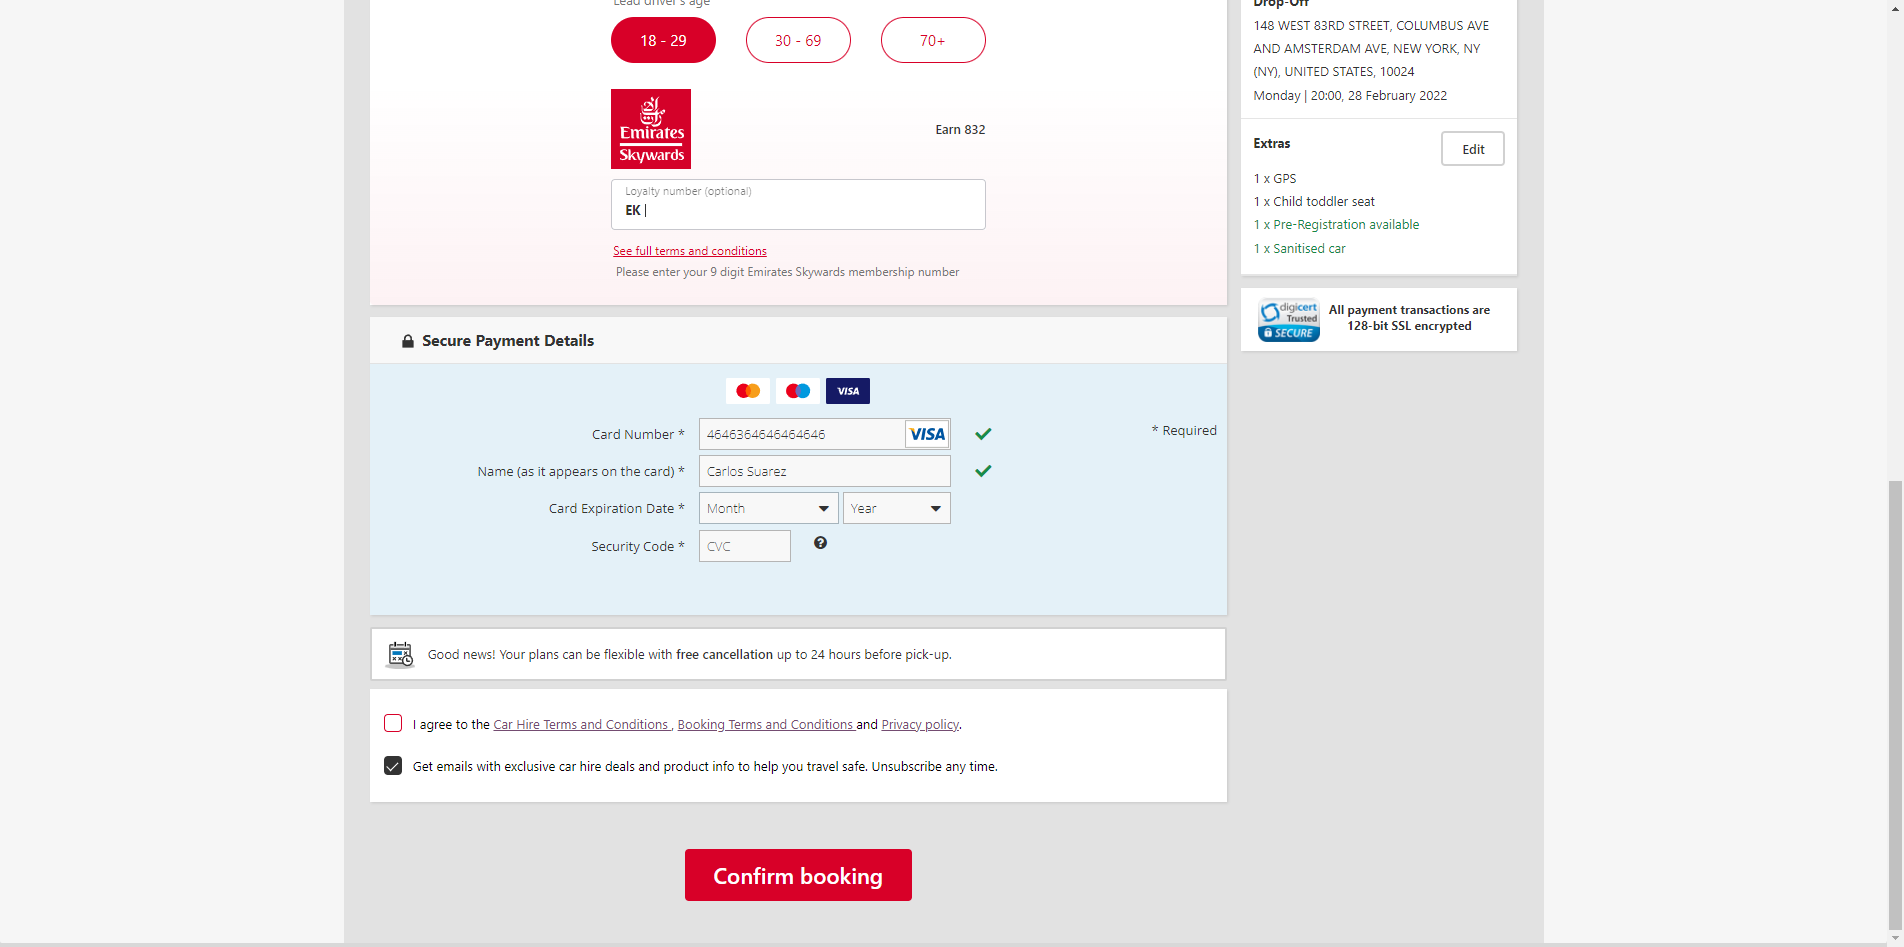 Lead driver's age
18 - 29
30 - 69
70+
Emirates
Skywards
Earn 832
Loyalty number (optional)
EK
See full terms and conditions
Please enter your 9 digit Emirates Skywards membership number
Secure Payment Details
VISA
Card Number *
4646364646464646
VISA
* Required
Name (as it appears on the card) *
Carlos Suarez
Card Expiration Date *
Month
Year
Security Code *
CVC
Good news! Your plans can be flexible with free cancellation up to 24 hours before pick-up.
I agree to the Car Hire Terms and Conditions , Booking Terms and Conditions and Privacy policy.
Get emails with exclusive car hire deals and product info to help you travel safe. Unsubscribe any time.
Confirm booking
Drop-Off
148 WEST 83RD STREET, COLUMBUS AVE
AND AMSTERDAM AVE, NEW YORK, NY
(NY), UNITED STATES, 10024
Monday | 20:00, 28 February 2022
Extras
Edit
1 x GPS
1 x Child toddler seat
1 x Pre-Registration available
1 x Sanitised car
digicert
Trusted
SECURE
All payment transactions are
128-bit SSL encrypted